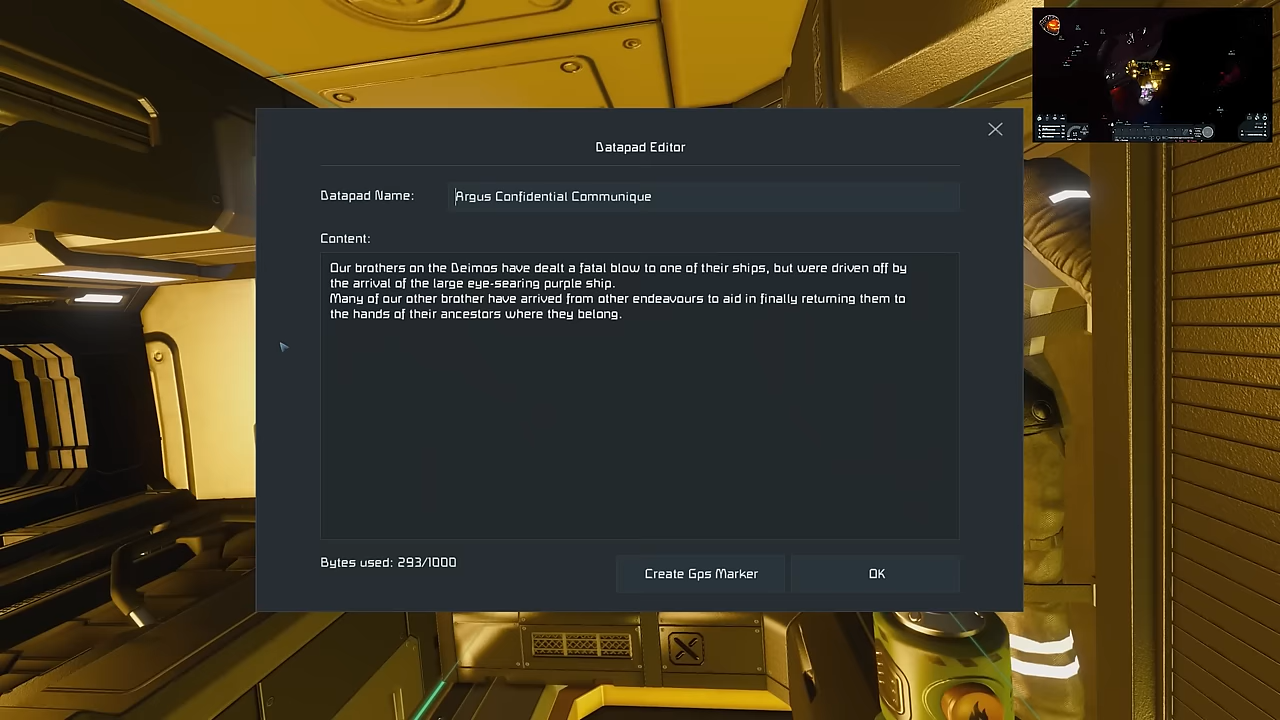 Datapad Editor
Datapad Name:
Argus Confidential Communique
Content:
Our brothers on the Deimos have dealt a fatal blow to one of their ships, but were driven off by
the arrival of the large eye-searing purple ship.
Many of our other brother have arrived from other endeavours to aid in finally returning them to
the hands of their ancestors where they belong.
Bytes used: 293/1000
Create Gps Marker
OK